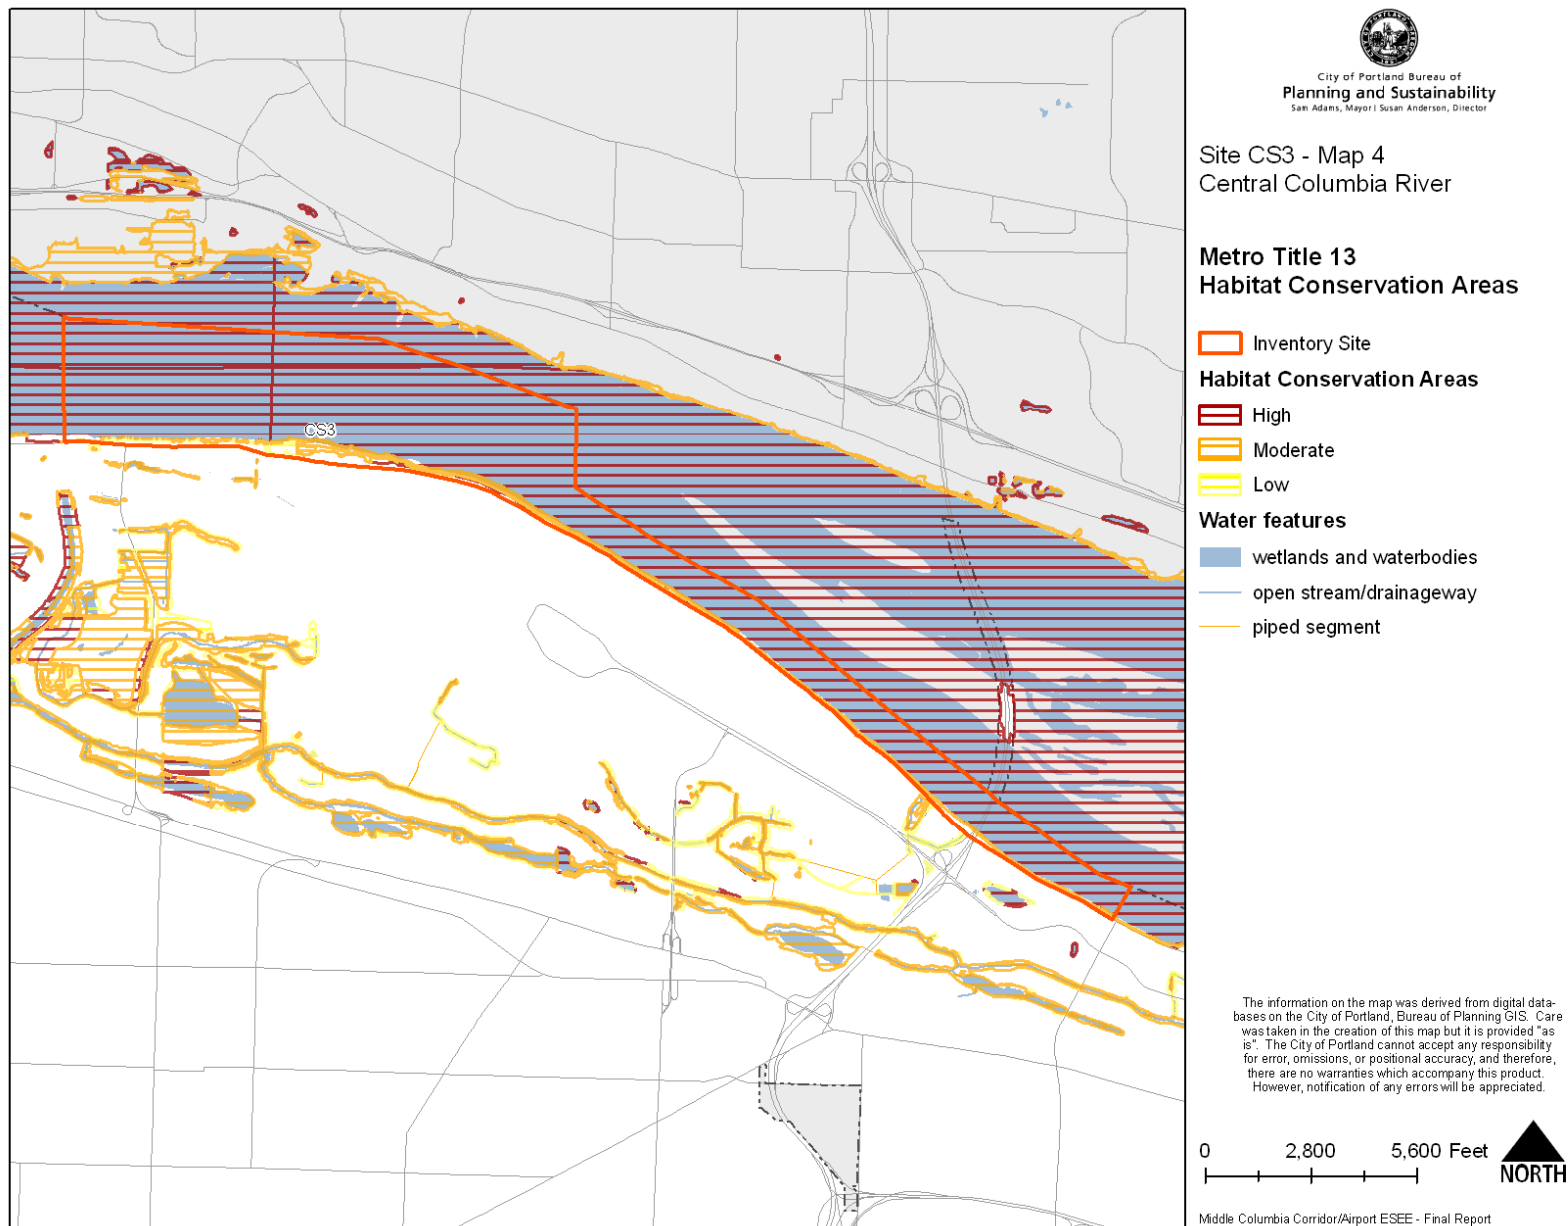 City of Portland Bureau of
Planning and Sustainability
Sam Adams, Mayor | Susan Anderson, Director
Site CS3 - Map 4
Central Columbia River
Metro Title 13
Habitat Conservation Areas
Inventory Site
Habitat Conservation Areas
High
Moderate
Low
Water features
wetlands and waterbodies
open stream/drainageway
piped segment
CS3
The information on the map was derived from digital data-
bases on the City of Portland, Bureau of Planning GIS. Care
was taken in the creation of this map but it is provided "as
is". The City of Portland cannot accept any responsibility
for error, omissions, or positional accuracy, and therefore,
there are no warranties which accompany this product.
However, notification of any errors will be appreciated.
0 2,800 5,600 Feet
NORTH
Middle Columbia Corridor/Airport ESEE - Final Report